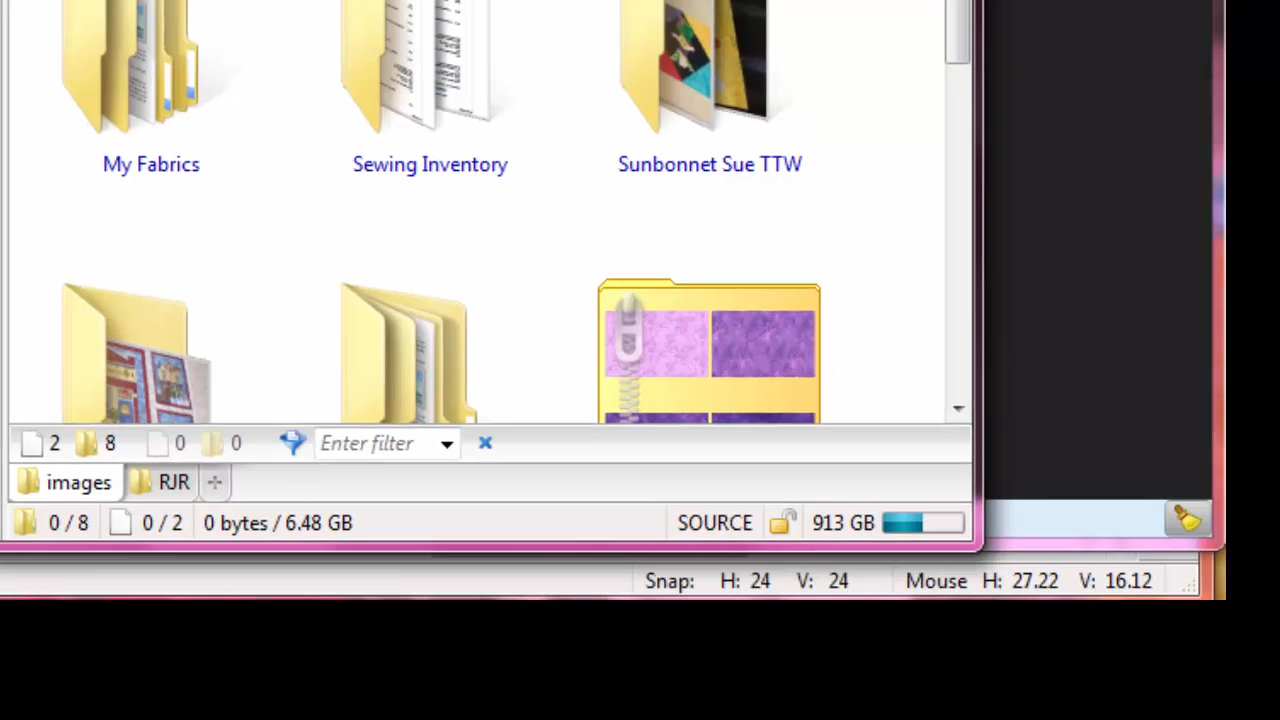 My Fabrics Sewing Inventory Sunbonnet Sue TTW
2 8 0 0 Enter filter
images RJR
0 / 8 0 / 2 0 bytes / 6.48 GB SOURCE 913 GB
Snap: H: 24 V: 24 Mouse H: 27.22 V: 16.12